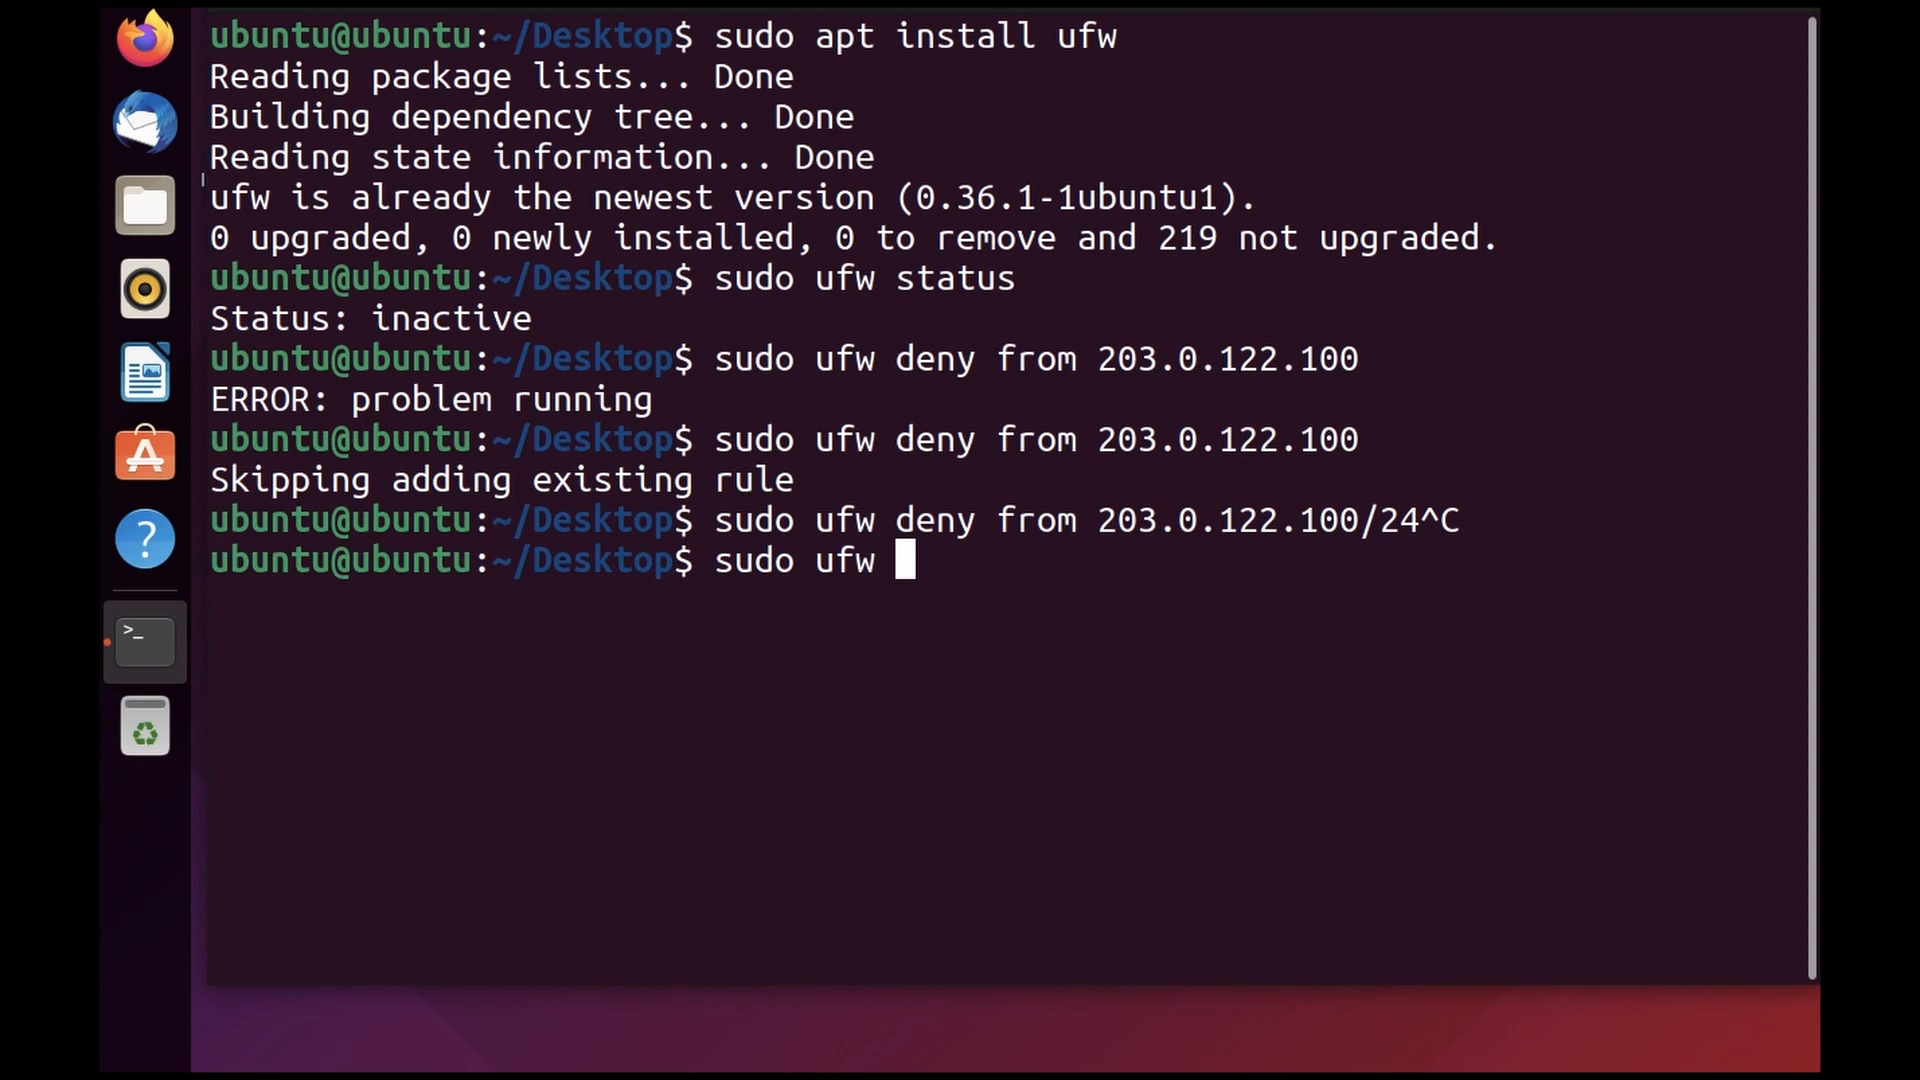 ubuntu@ubuntu:~/Desktop$ sudo apt install ufw
Reading package lists... Done
Building dependency tree... Done
Reading state information... Done
ufw is already the newest version (0.36.1-1ubuntu1).
0 upgraded, 0 newly installed, 0 to remove and 219 not upgraded.
ubuntu@ubuntu:~/Desktop$ sudo ufw status
Status: inactive
ubuntu@ubuntu:~/Desktop$ sudo ufw deny from 203.0.122.100
ERROR: problem running
ubuntu@ubuntu:~/Desktop$ sudo ufw deny from 203.0.122.100
Skipping adding existing rule
ubuntu@ubuntu:~/Desktop$ sudo ufw deny from 203.0.122.100/24^C
ubuntu@ubuntu:~/Desktop$ sudo ufw